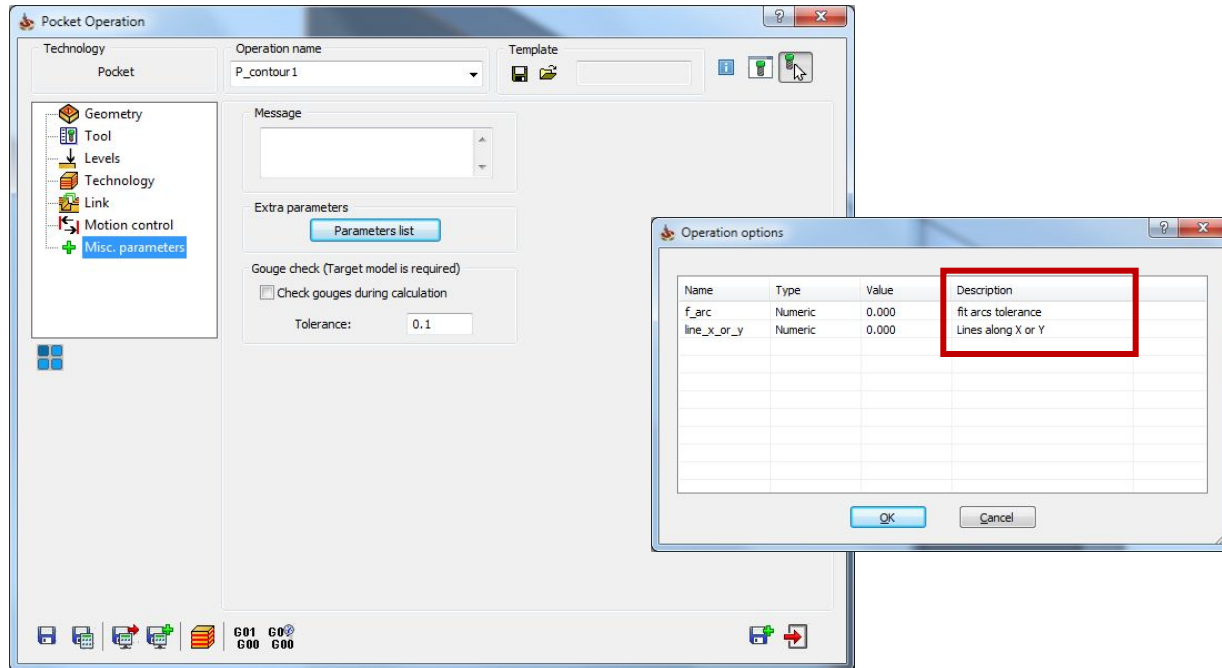 Pocket Operation
Technology
Pocket
Operation name
P_contour1
Template
Geometry
Tool
Levels
Technology
Link
Motion control
Misc. parameters
Message
Extra parameters
Parameters list
Gouge check (Target model is required)
Check gouges during calculation
Tolerance: 0.1
G01 G0
G00 G00
Operation options
Name Type Value Description
f_arc Numeric 0.000 fit arcs tolerance
line_x_or_y Numeric 0.000 Lines along X or Y
OK Cancel